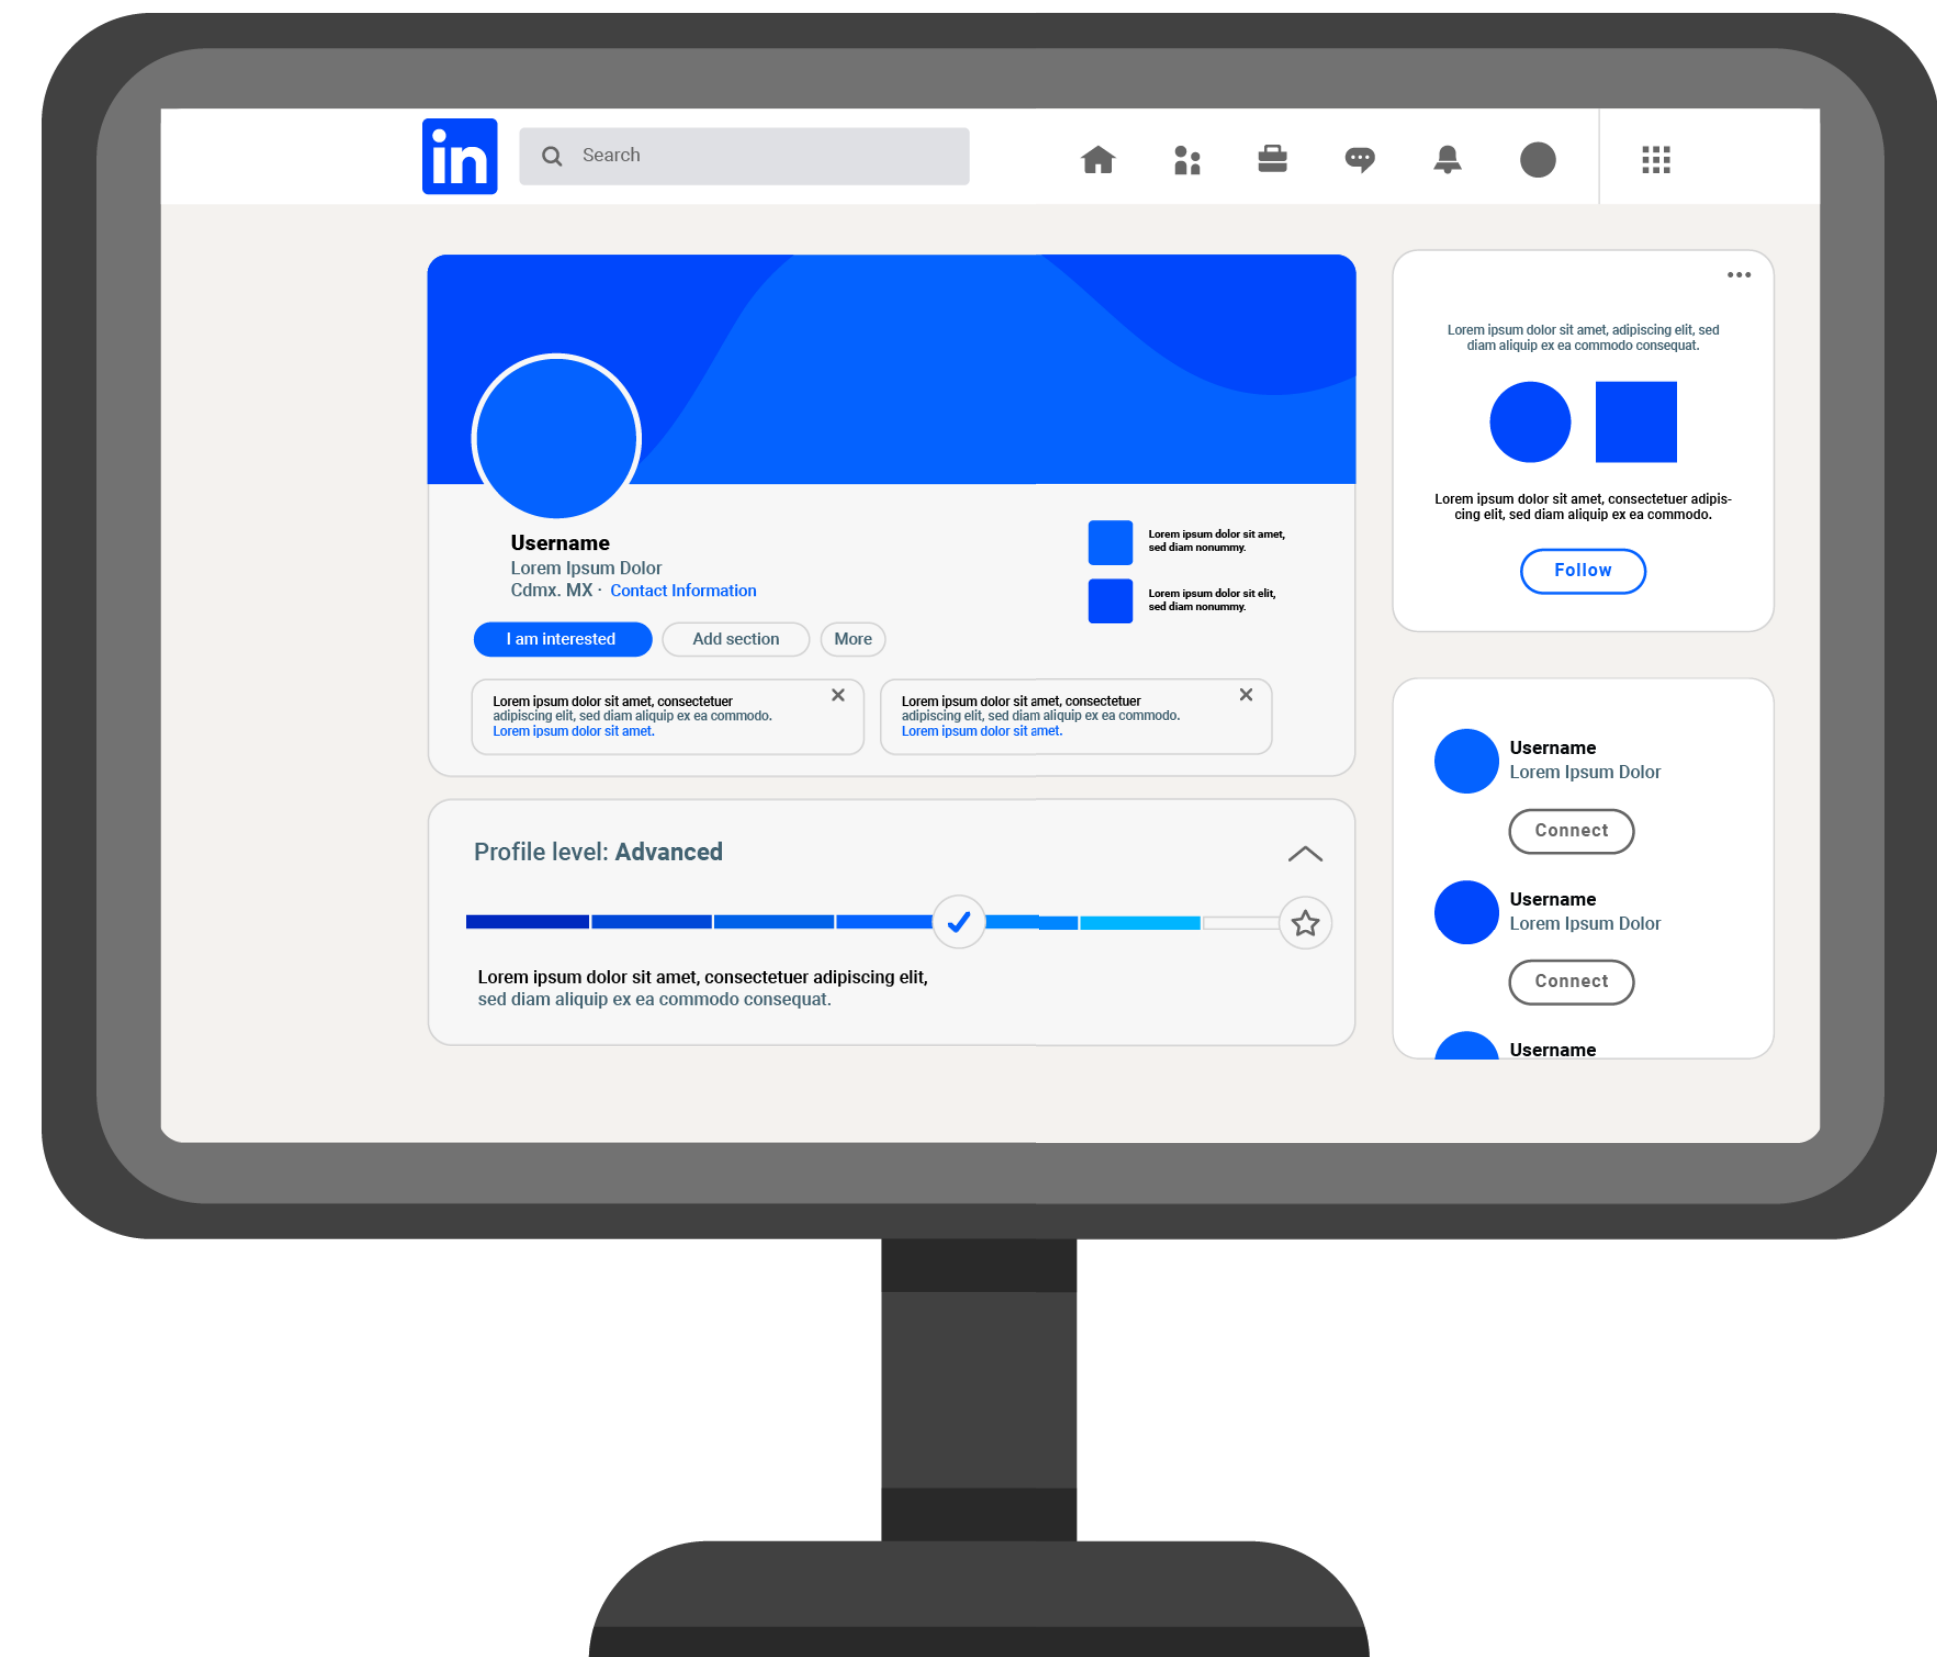 in
Search
Username
Lorem Ipsum Dolor
Cdmx. MX · Contact Information
I am interested
Add section
More
Lorem ipsum dolor sit amet,
sed diam nonummy.
Lorem ipsum dolor sit elit,
sed diam nonummy.
Lorem ipsum dolor sit amet, consectetuer
adipiscing elit, sed diam aliquip ex ea commodo.
Lorem ipsum dolor sit amet.
Lorem ipsum dolor sit amet, consectetuer
adipiscing elit, sed diam aliquip ex ea commodo.
Lorem ipsum dolor sit amet.
Profile level: Advanced
Lorem ipsum dolor sit amet, consectetuer adipiscing elit,
sed diam aliquip ex ea commodo consequat.
Lorem ipsum dolor sit amet, adipiscing elit, sed
diam aliquip ex ea commodo consequat.
Lorem ipsum dolor sit amet, consectetuer adipis-
cing elit, sed diam aliquip ex ea commodo.
Follow
Username
Lorem Ipsum Dolor
Connect
Username
Lorem Ipsum Dolor
Connect
Username